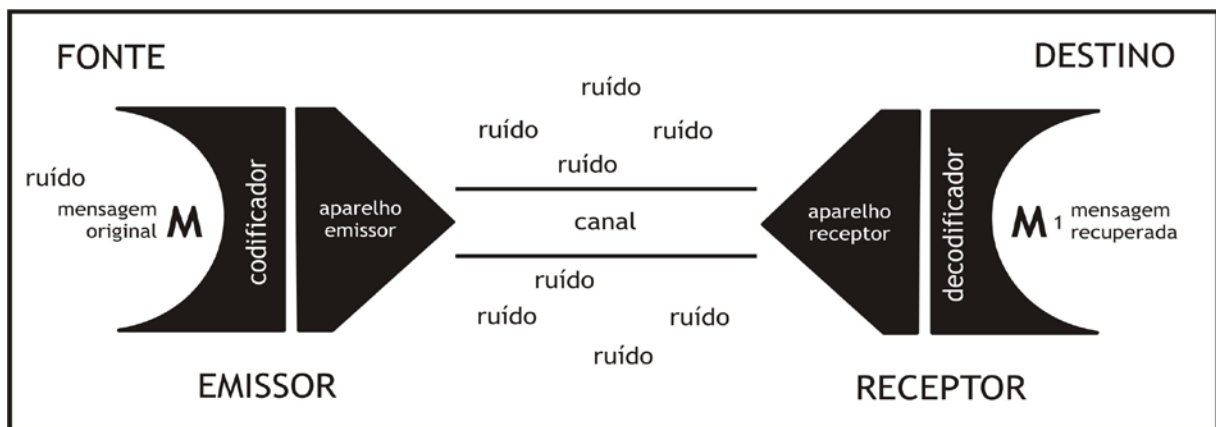 FONTE
DESTINO
ruído
ruído
ruído
ruído
ruído
mensagem
original M
codificador
aparelho
emissor
canal
aparelho
receptor
decodificador
M 1 mensagem
recuperada
ruído
ruído
ruído
ruído
EMISSOR
RECEPTOR